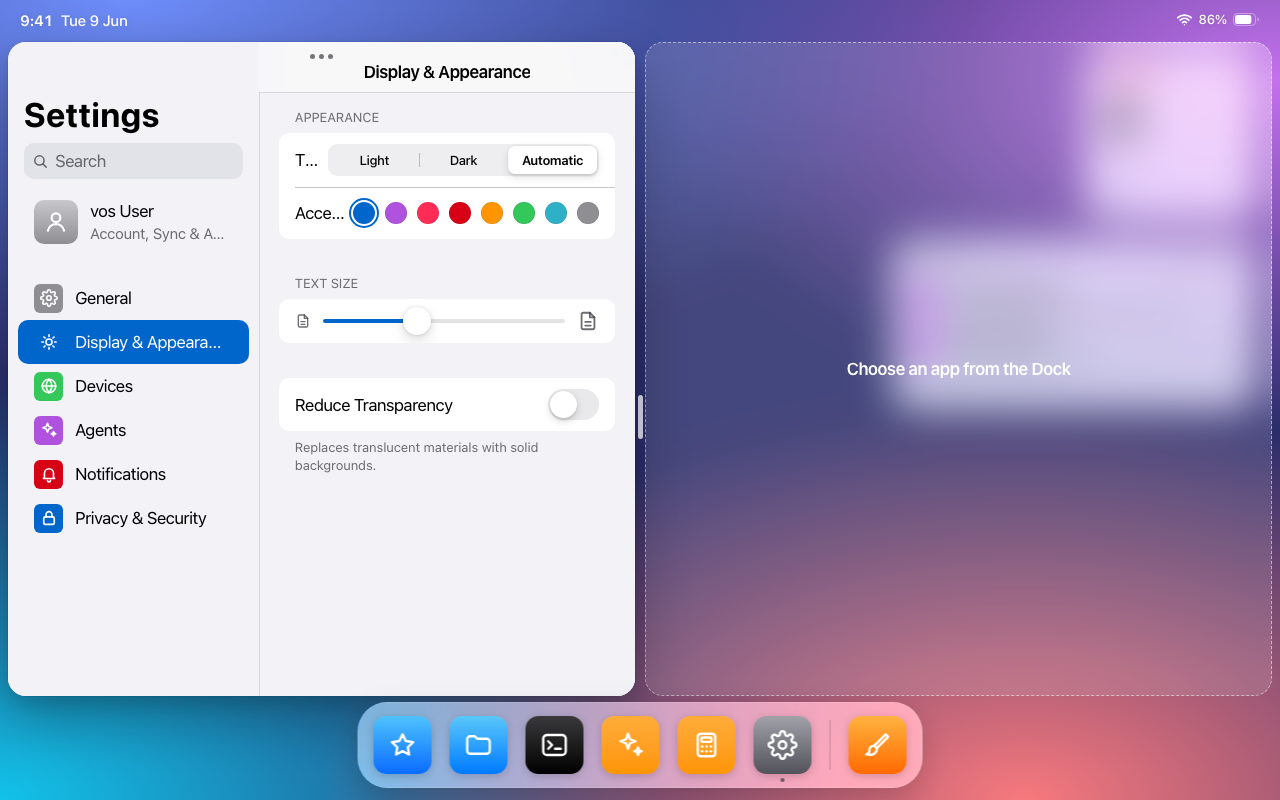 9:41 Tue 9 Jun
86%
Settings
Search
vos User
Account, Sync & A...
General
Display & Appeara...
Devices
Agents
Notifications
Privacy & Security
Display & Appearance
APPEARANCE
T...
Light
Dark
Automatic
Acce...
TEXT SIZE
Reduce Transparency
Replaces translucent materials with solid
backgrounds.
Choose an app from the Dock